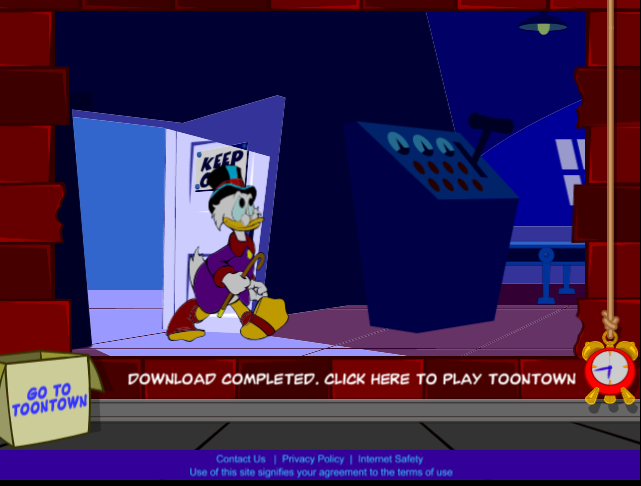 KEEP
DOWNLOAD COMPLETED. CLICK HERE TO PLAY TOONTOWN
GO TO
TOONTOWN
Contact Us | Privacy Policy | Internet Safety
Use of this site signifies your agreement to the terms of use